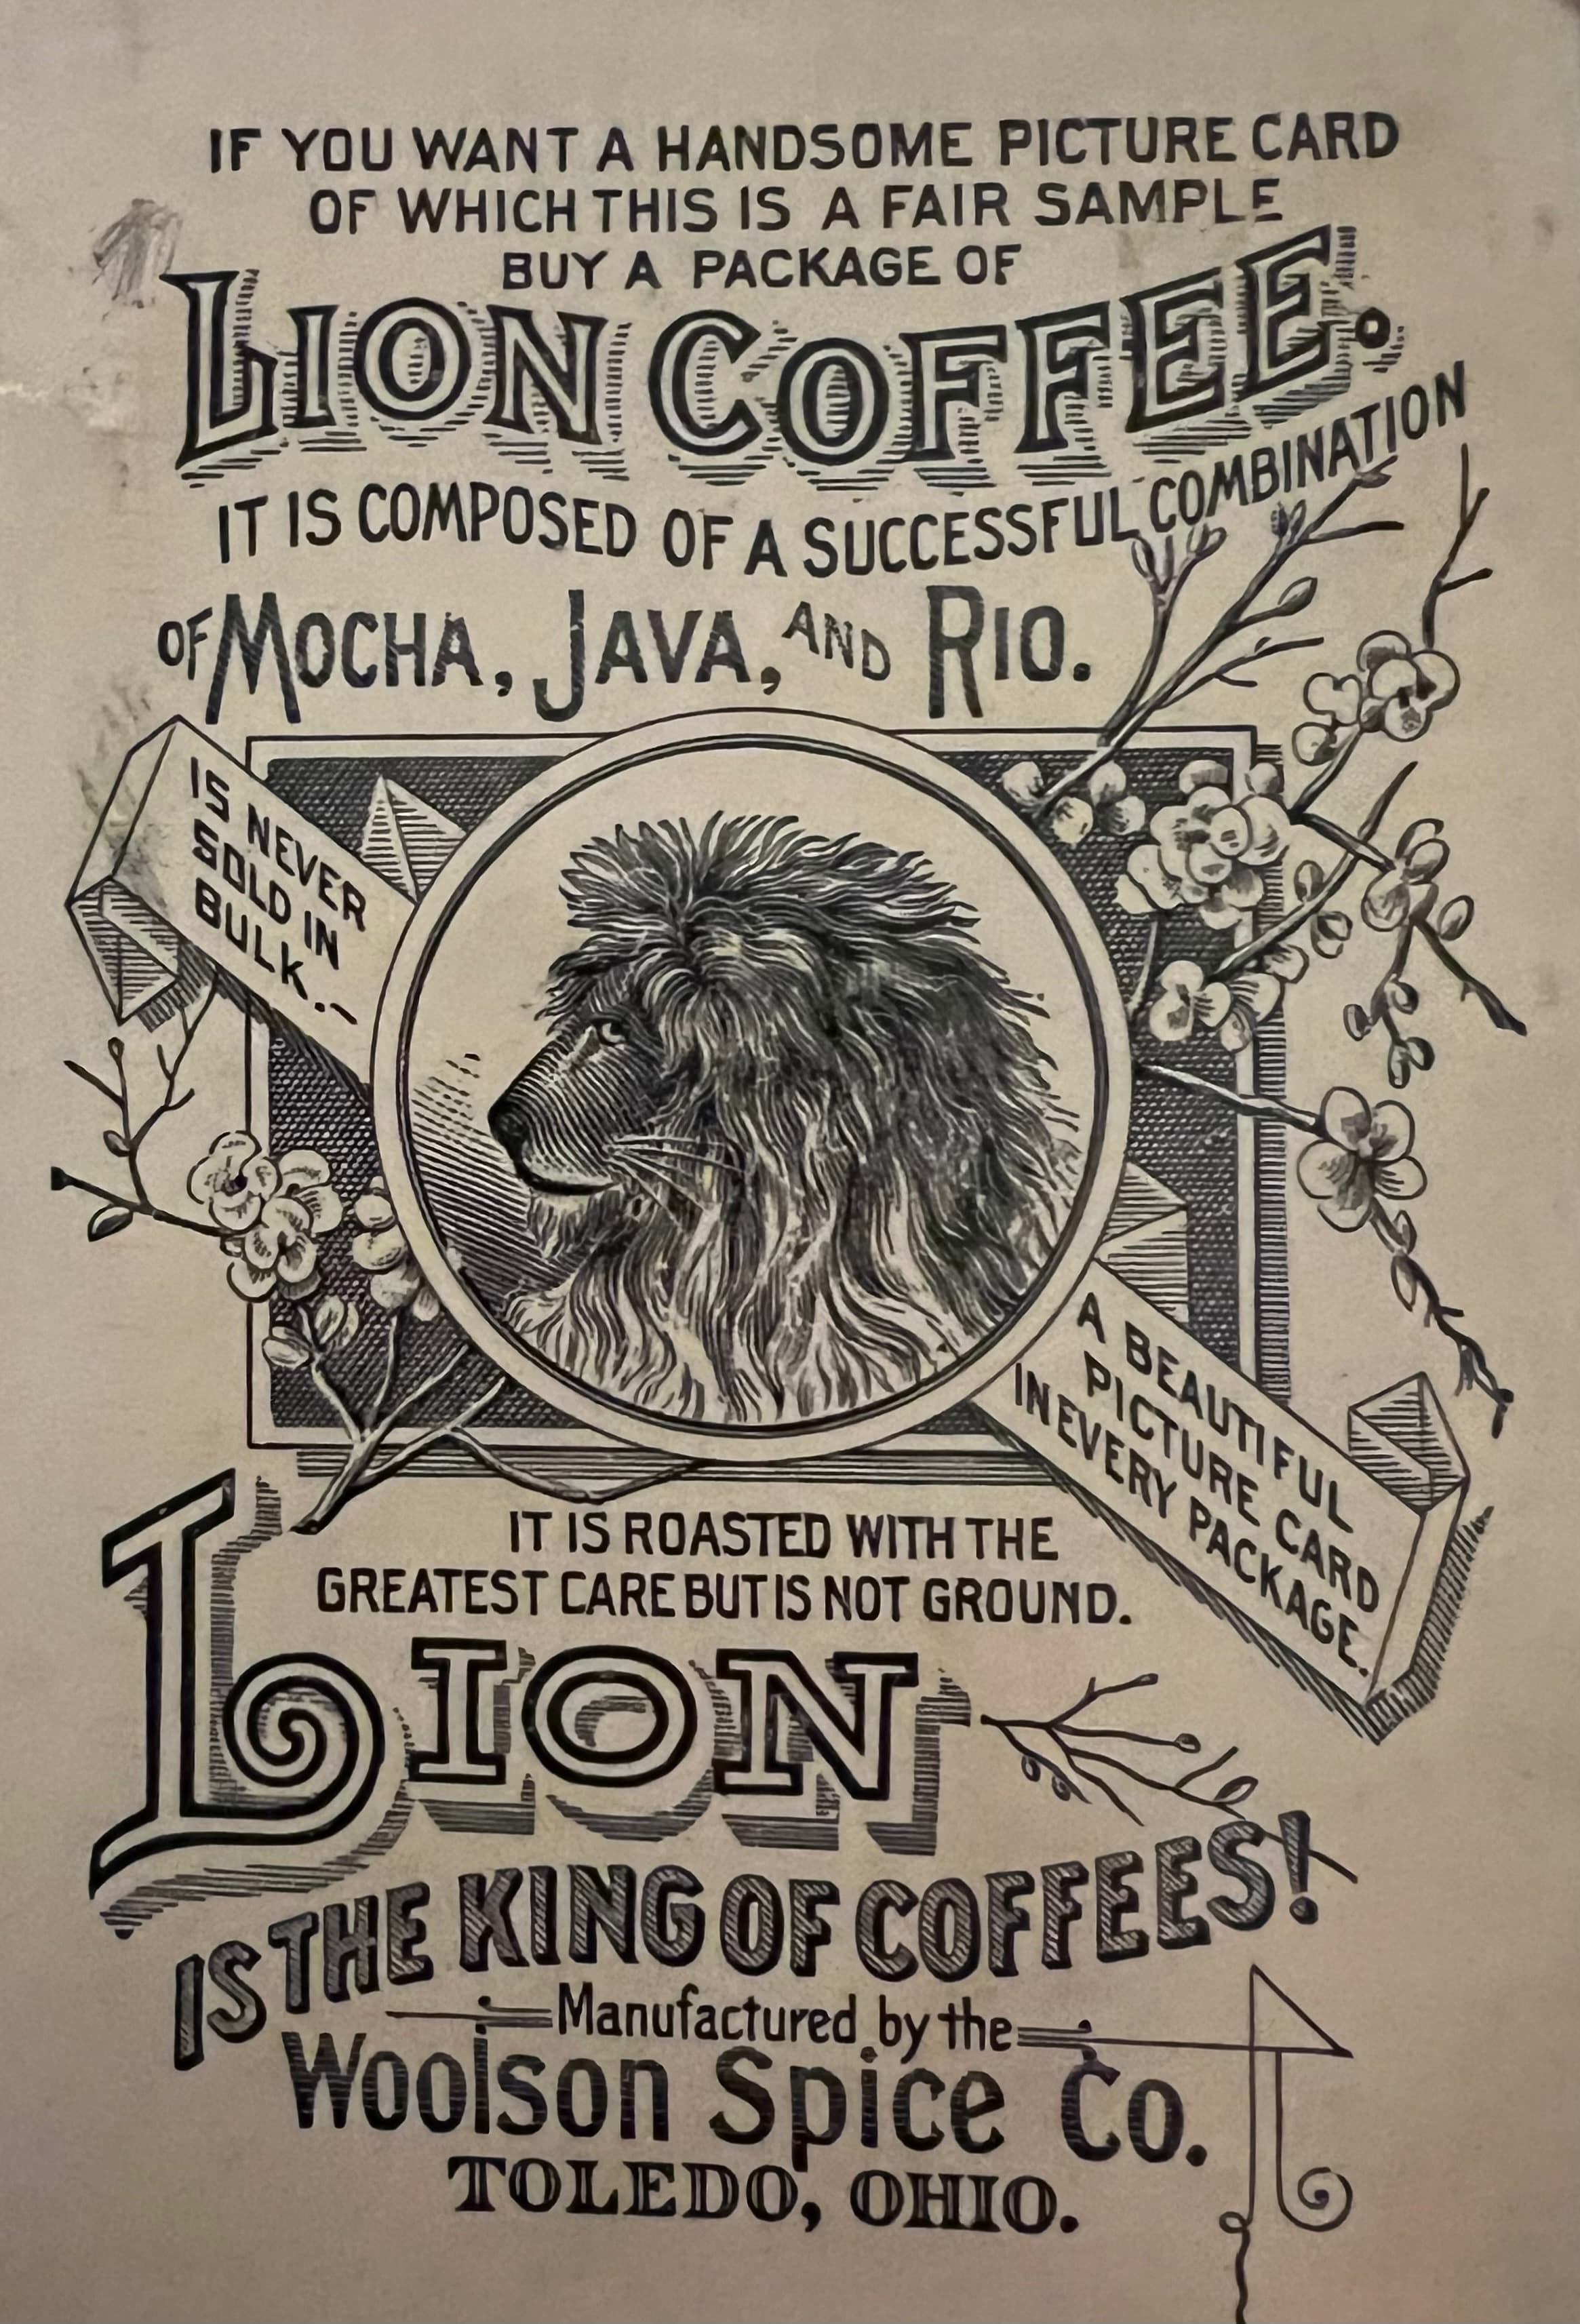 IF YOU WANT A HANDSOME PICTURE CARD
OF WHICH THIS IS A FAIR SAMPLE
BUY A PACKAGE OF
LION COFFEE.
IT IS COMPOSED OF A SUCCESSFUL COMBINATION
OF MOCHA, JAVA, AND RIO.
IS NEVER
SOLD IN
BULK.~
A BEAUTIFUL
PICTURE CARD
IN EVERY PACKAGE.
IT IS ROASTED WITH THE
GREATEST CARE BUT IS NOT GROUND.
LION
IS THE KING OF COFFEES!
Manufactured by the
Woolson Spice Co.
TOLEDO, OHIO.